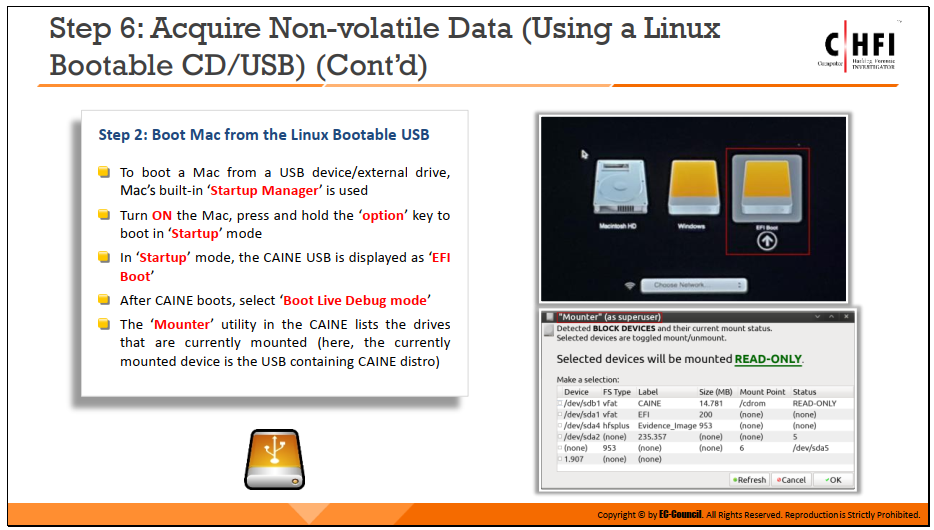 Step 6: Acquire Non-volatile Data (Using a Linux
Bootable CD/USB) (Cont’d)
CHFI
Computer Hacking Forensic
INVESTIGATOR
Step 2: Boot Mac from the Linux Bootable USB
To boot a Mac from a USB device/external drive,
Mac’s built-in ‘Startup Manager’ is used
Turn ON the Mac, press and hold the ‘option’ key to
boot in ‘Startup’ mode
In ‘Startup’ mode, the CAINE USB is displayed as ‘EFI
Boot’
After CAINE boots, select ‘Boot Live Debug mode’
The ‘Mounter’ utility in the CAINE lists the drives
that are currently mounted (here, the currently
mounted device is the USB containing CAINE distro)
Macintosh HD
Windows
EFI Boot
Choose Network...
"Mounter" (as superuser)
Detected BLOCK DEVICES and their current mount status.
Selected devices are toggled mount/unmount.
Selected devices will be mounted READ-ONLY.
Make a selection:
Device FS Type Label Size (MB) Mount Point Status
/dev/sdb1 vfat CAINE 14.781 /cdrom READ-ONLY
/dev/sda1 vfat EFI 200 (none) (none)
/dev/sda4 hfsplus Evidence_Image 953 (none) (none)
/dev/sda2 (none) 235.357 (none) (none) 5
(none) 953 (none) (none) 6 /dev/sda5
1.907 (none) (none)
Refresh Cancel OK
Copyright © by EC-Council. All Rights Reserved. Reproduction is Strictly Prohibited.